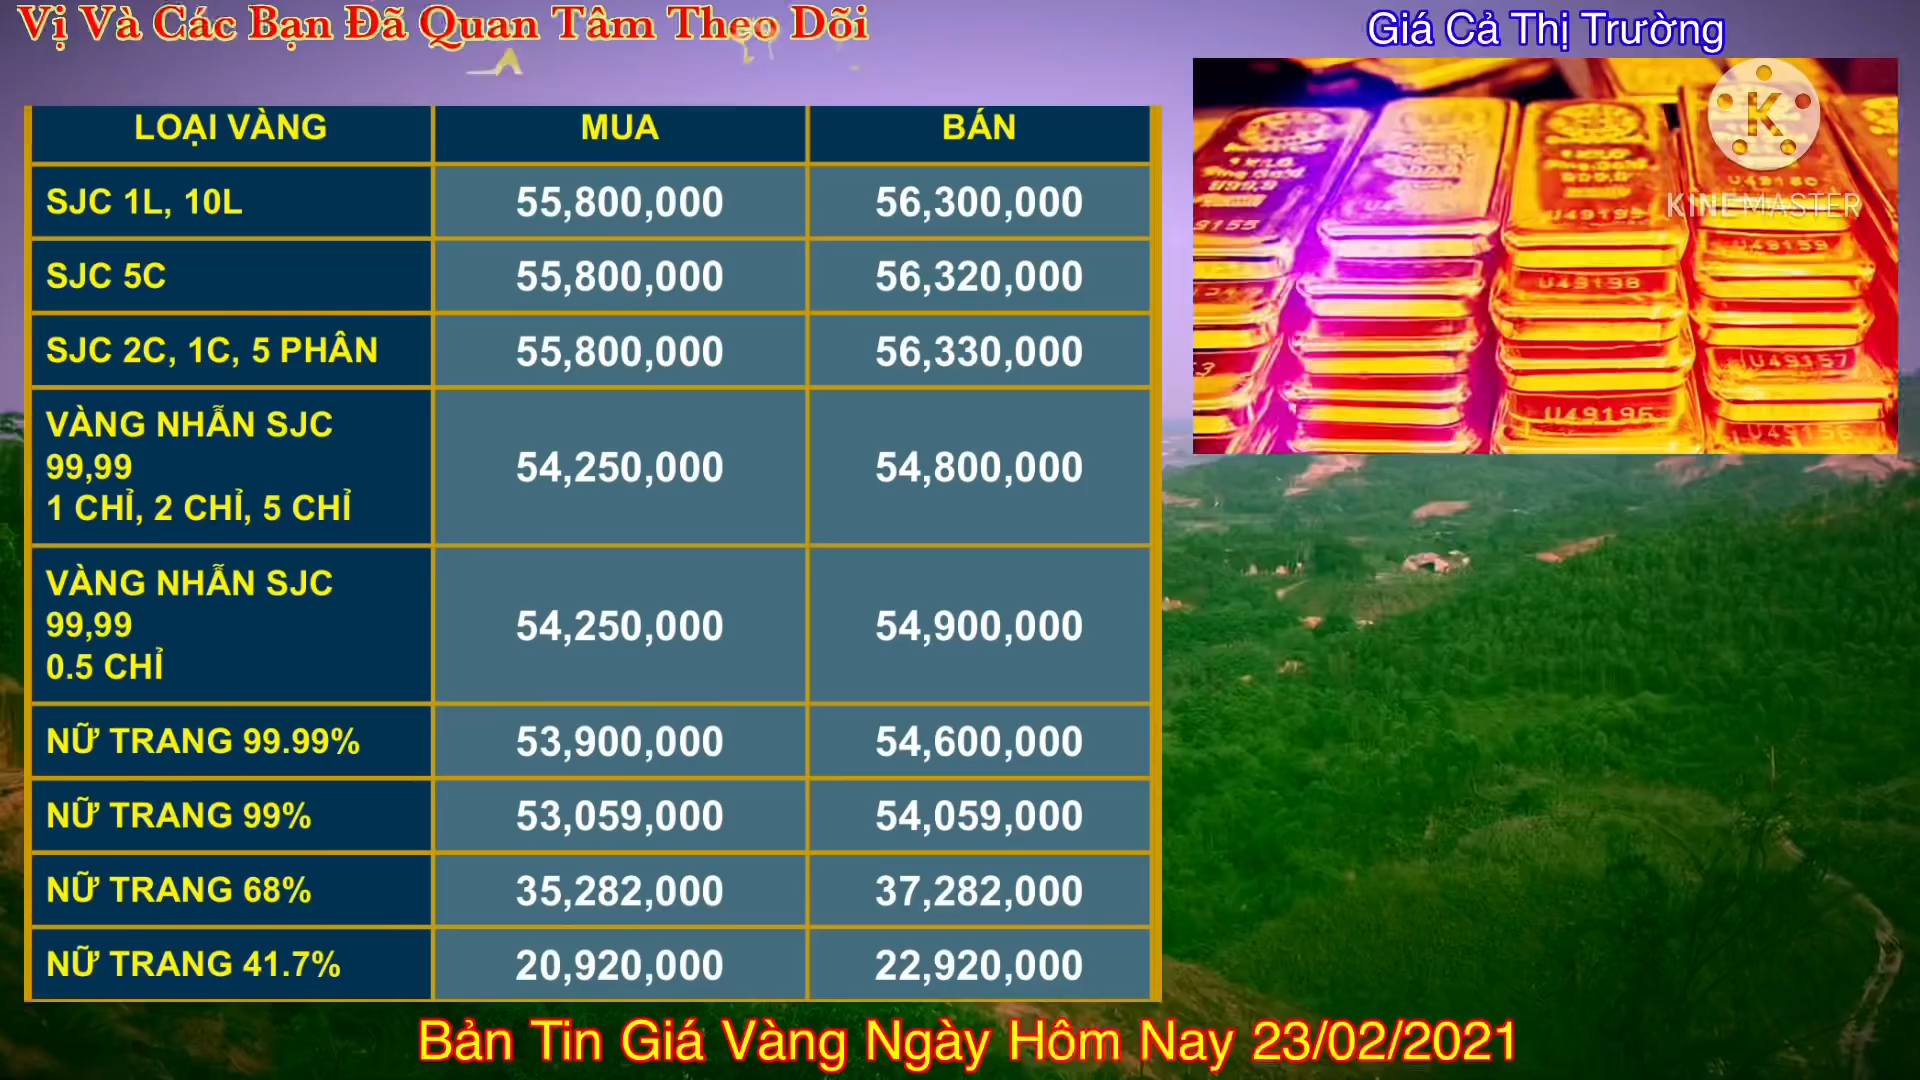 Vị Và Các Bạn Đã Quan Tâm Theo Dõi
Giá Cả Thị Trường
LOẠI VÀNG MUA BÁN
SJC 1L, 10L 55,800,000 56,300,000
SJC 5C 55,800,000 56,320,000
SJC 2C, 1C, 5 PHÂN 55,800,000 56,330,000
VÀNG NHẪN SJC
99,99
1 CHỈ, 2 CHỈ, 5 CHỈ 54,250,000 54,800,000
VÀNG NHẪN SJC
99,99
0.5 CHỈ 54,250,000 54,900,000
NỮ TRANG 99.99% 53,900,000 54,600,000
NỮ TRANG 99% 53,059,000 54,059,000
NỮ TRANG 68% 35,282,000 37,282,000
NỮ TRANG 41.7% 20,920,000 22,920,000
K
KINEMASTER
U49159
U49198
U49157
U49196
Bản Tin Giá Vàng Ngày Hôm Nay 23/02/2021